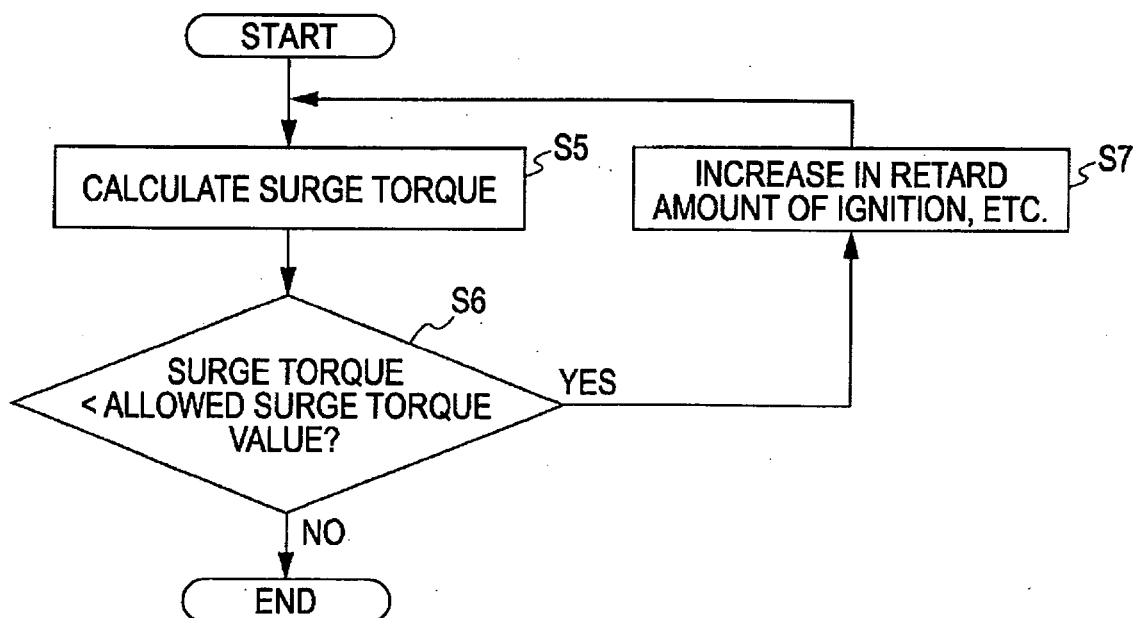 START
S5
CALCULATE SURGE TORQUE
S7
INCREASE IN RETARD
AMOUNT OF IGNITION, ETC.
S6
SURGE TORQUE
< ALLOWED SURGE TORQUE
VALUE?
YES
NO
END